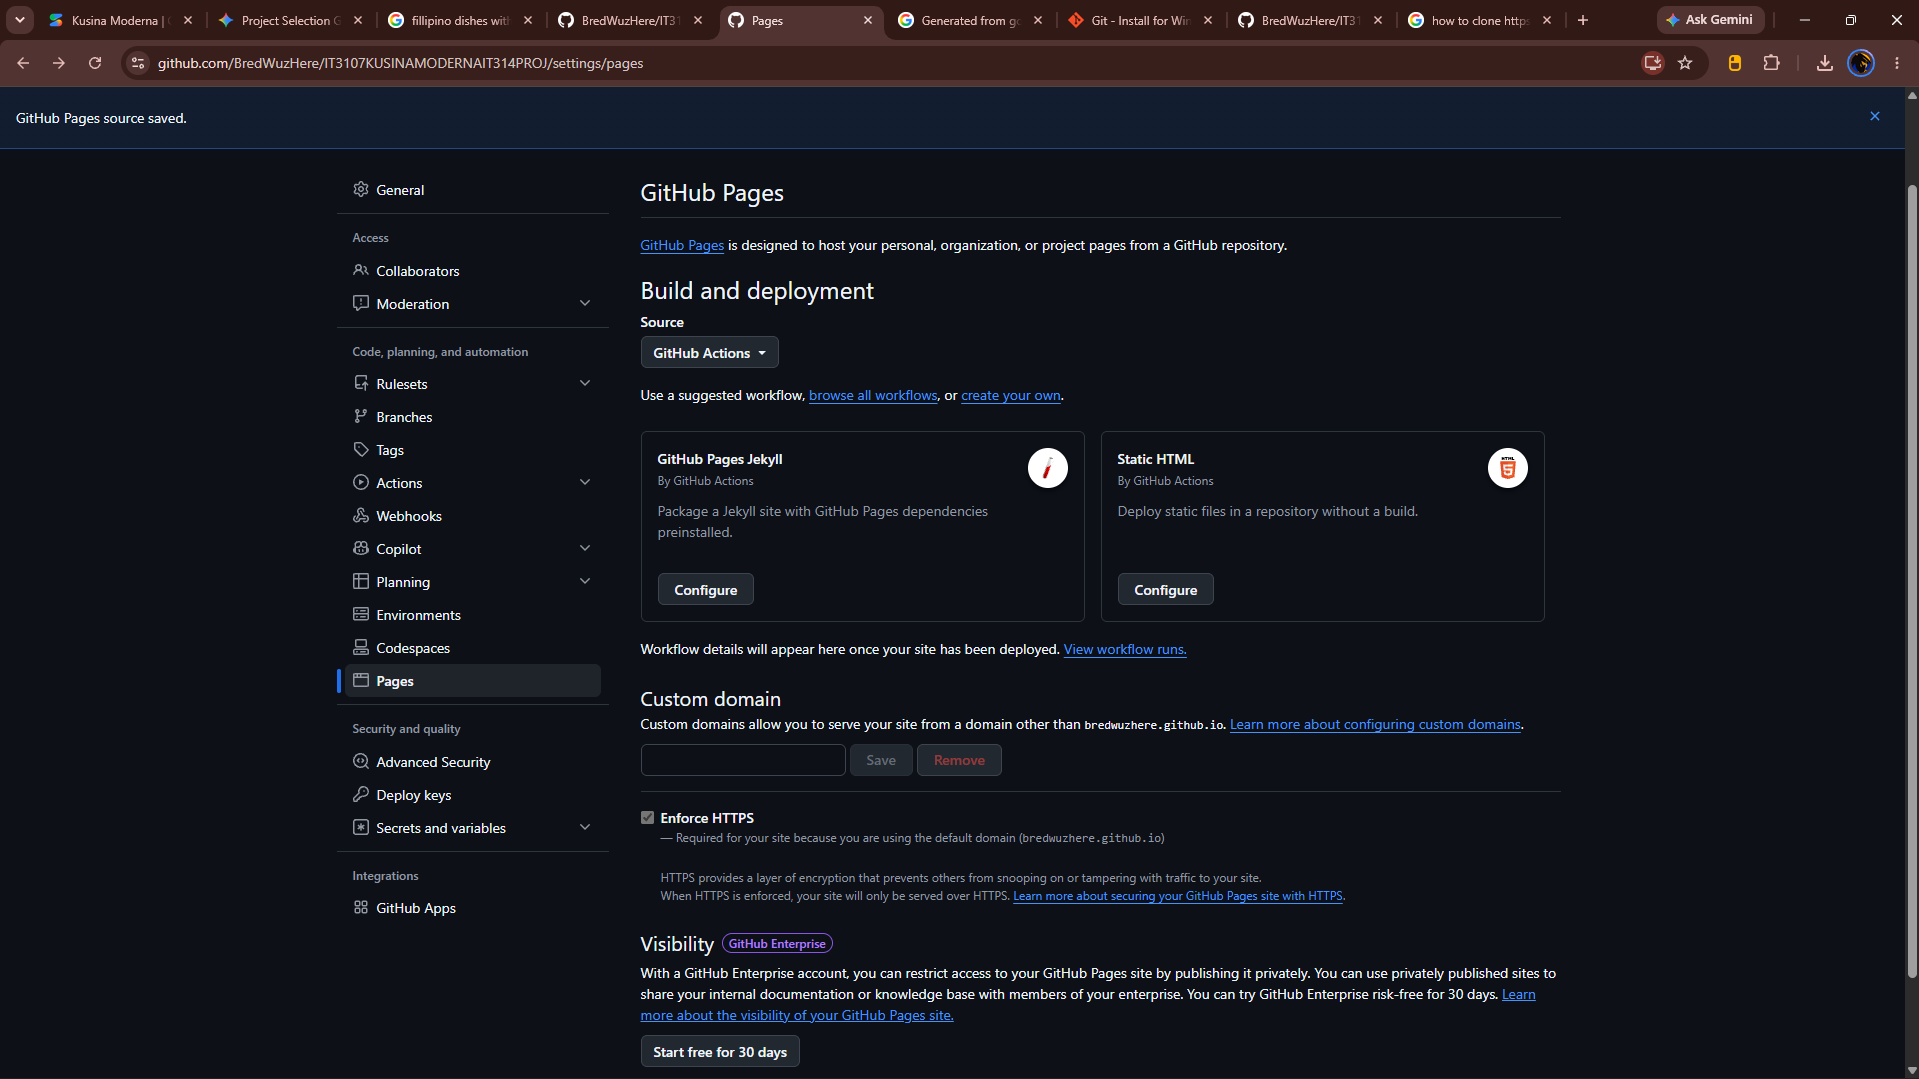 Kusina Moderna |
Project Selection G
fillipino dishes with
BredWuzHere/IT31
Pages
Generated from go
Git - Install for Win
BredWuzHere/IT31
how to clone https
Ask Gemini
github.com/BredWuzHere/IT3107KUSINAMODERNAIT314PROJ/settings/pages
GitHub Pages source saved.
General
Access
Collaborators
Moderation
Code, planning, and automation
Rulesets
Branches
Tags
Actions
Webhooks
Copilot
Planning
Environments
Codespaces
Pages
Security and quality
Advanced Security
Deploy keys
Secrets and variables
Integrations
GitHub Apps
GitHub Pages
GitHub Pages is designed to host your personal, organization, or project pages from a GitHub repository.
Build and deployment
Source
GitHub Actions
Use a suggested workflow, browse all workflows, or create your own.
GitHub Pages Jekyll
By GitHub Actions
Package a Jekyll site with GitHub Pages dependencies
preinstalled.
Configure
Static HTML
By GitHub Actions
Deploy static files in a repository without a build.
Configure
HTML
5
Workflow details will appear here once your site has been deployed. View workflow runs.
Custom domain
Custom domains allow you to serve your site from a domain other than bredwuzhere.github.io. Learn more about configuring custom domains.
Save
Remove
Enforce HTTPS
— Required for your site because you are using the default domain (bredwuzhere.github.io)
HTTPS provides a layer of encryption that prevents others from snooping on or tampering with traffic to your site.
When HTTPS is enforced, your site will only be served over HTTPS. Learn more about securing your GitHub Pages site with HTTPS.
Visibility GitHub Enterprise
With a GitHub Enterprise account, you can restrict access to your GitHub Pages site by publishing it privately. You can use privately published sites to
share your internal documentation or knowledge base with members of your enterprise. You can try GitHub Enterprise risk-free for 30 days. Learn
more about the visibility of your GitHub Pages site.
Start free for 30 days